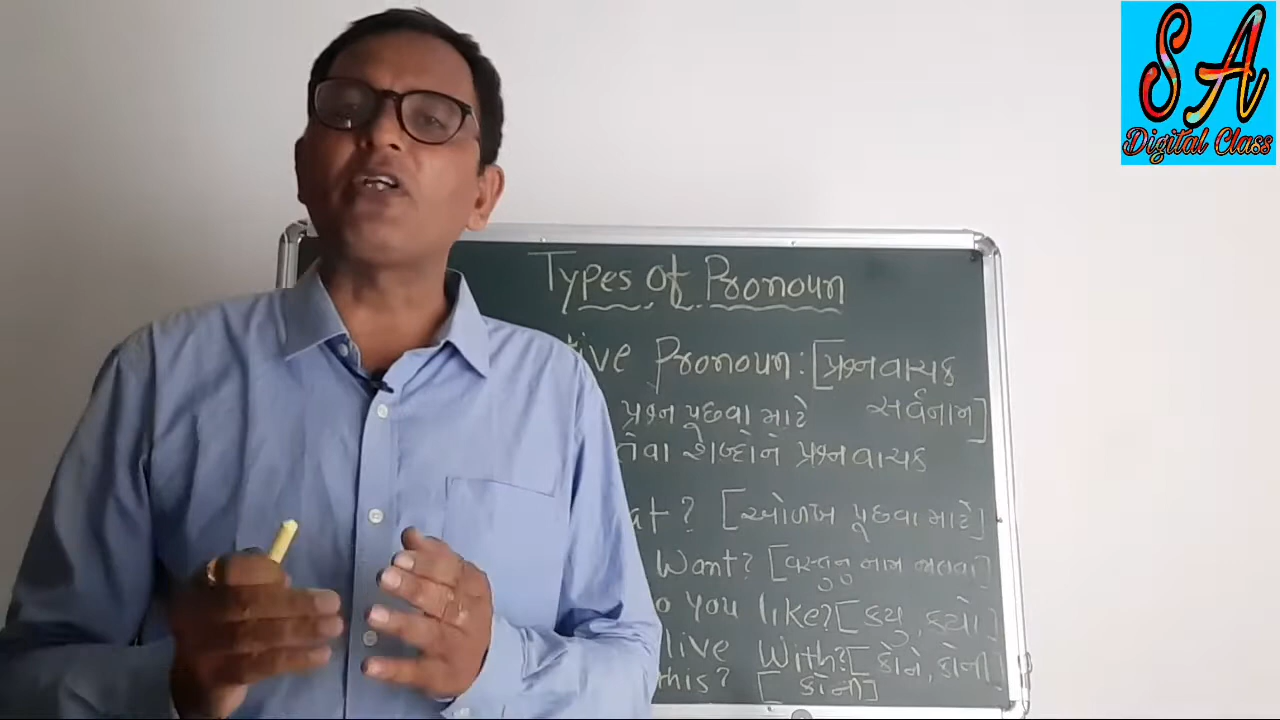 SA
Digital Class
Types of Pronoun
tive Pronoun: [પ્રશ્નવાચક
સર્વનામ]
પ્રશ્ન પૂછવા માટે
તેવા શબ્દોને પ્રશ્નવાચક
at? [ઓળખ પૂછવા માટે]
Want? [વસ્તુનુ નામ
o you like? [કયુ, કયો]
live With? [કોને, કોની]
this? [કોની]